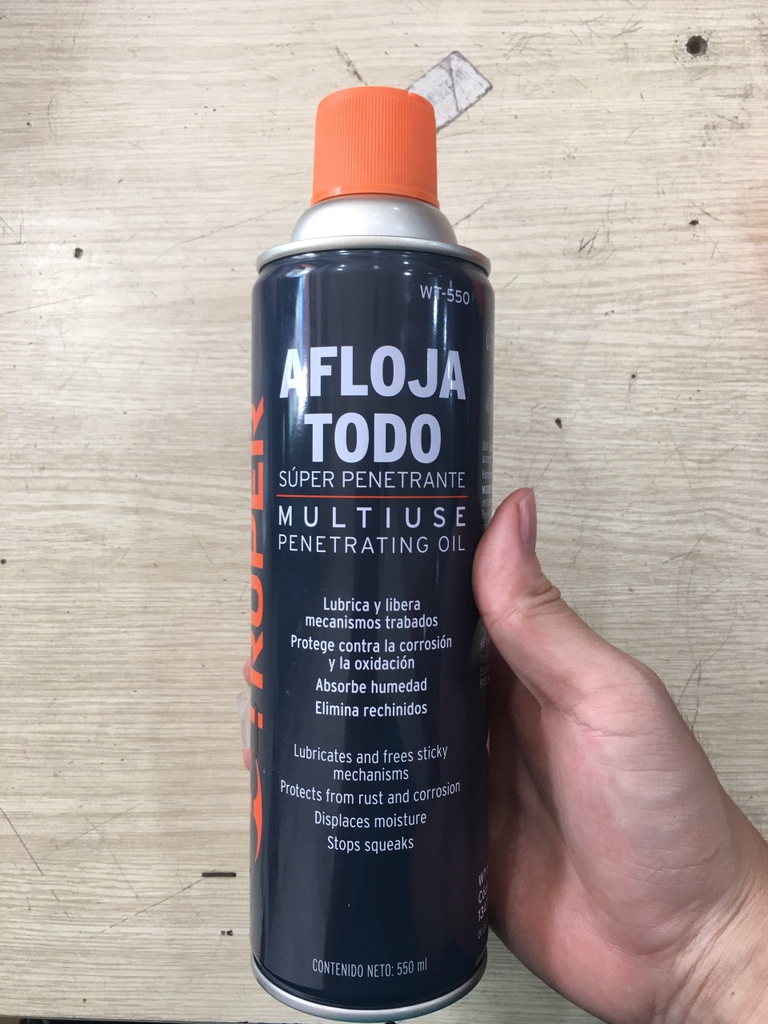 WT-550
AFLOJA
TODO
SÚPER PENETRANTE
MULTIUSE
PENETRATING OIL
Lubrica y libera
mecanismos trabados
Protege contra la corrosión
y la oxidación
Absorbe humedad
Elimina rechinidos
Lubricates and frees sticky
mechanisms
Protects from rust and corrosion
Displaces moisture
Stops squeaks
CONTENIDO NETO: 550 ml
TRUPER